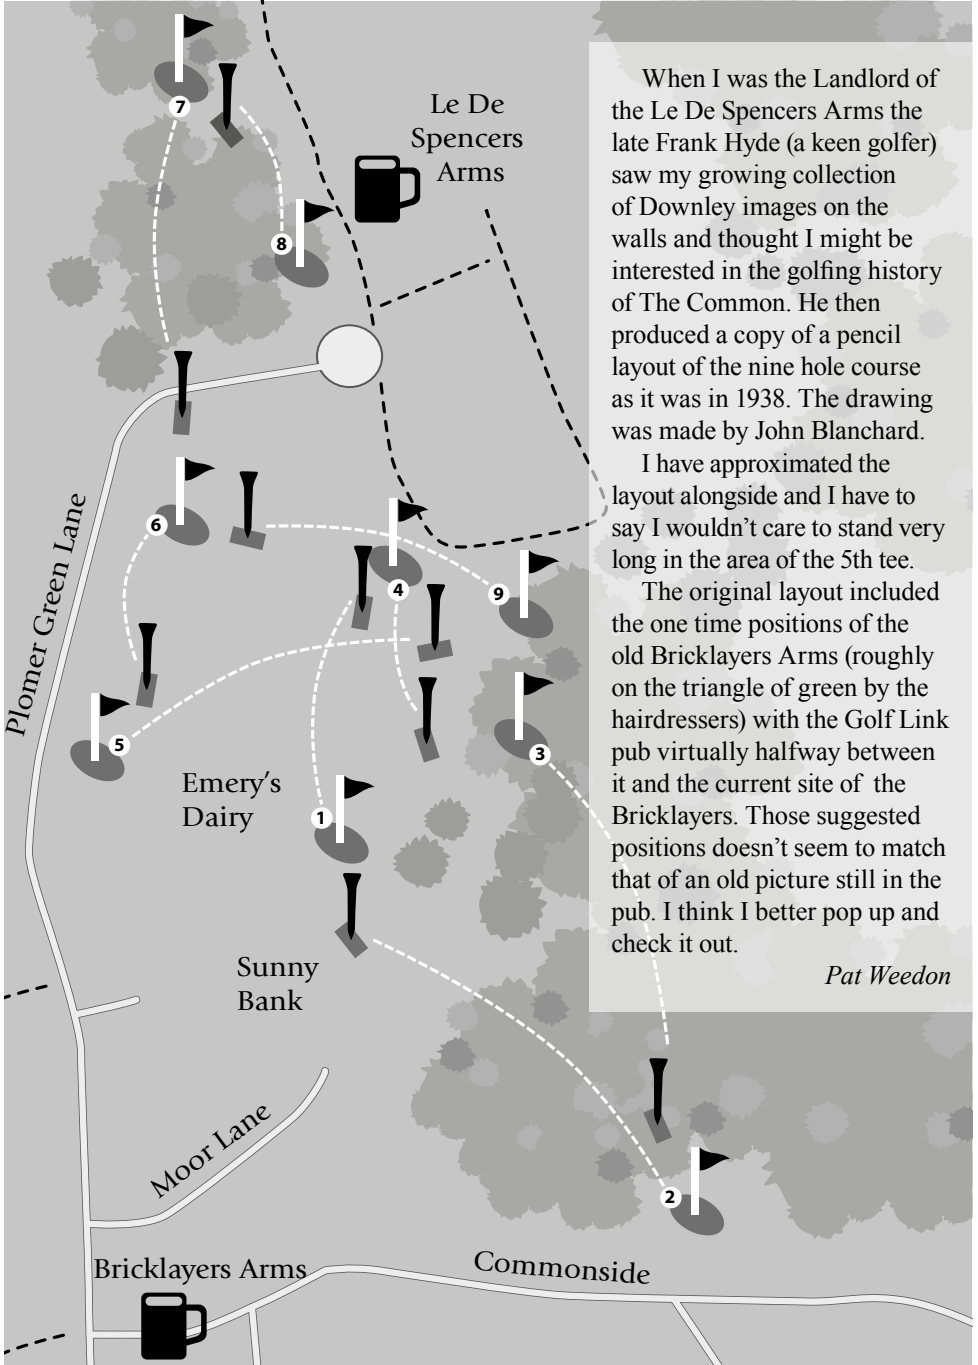 7
Le De
Spencers
Arms
8
Plomer Green Lane
6
4
9
5
3
Emery's
Dairy
1
Sunny
Bank
Moor Lane
2
Bricklayers Arms
Commonside
When I was the Landlord of
the Le De Spencers Arms the
late Frank Hyde (a keen golfer)
saw my growing collection
of Downley images on the
walls and thought I might be
interested in the golfing history
of The Common. He then
produced a copy of a pencil
layout of the nine hole course
as it was in 1938. The drawing
was made by John Blanchard.
I have approximated the
layout alongside and I have to
say I wouldn't care to stand very
long in the area of the 5th tee.
The original layout included
the one time positions of the
old Bricklayers Arms (roughly
on the triangle of green by the
hairdressers) with the Golf Link
pub virtually halfway between
it and the current site of the
Bricklayers. Those suggested
positions doesn't seem to match
that of an old picture still in the
pub. I think I better pop up and
check it out.
Pat Weedon